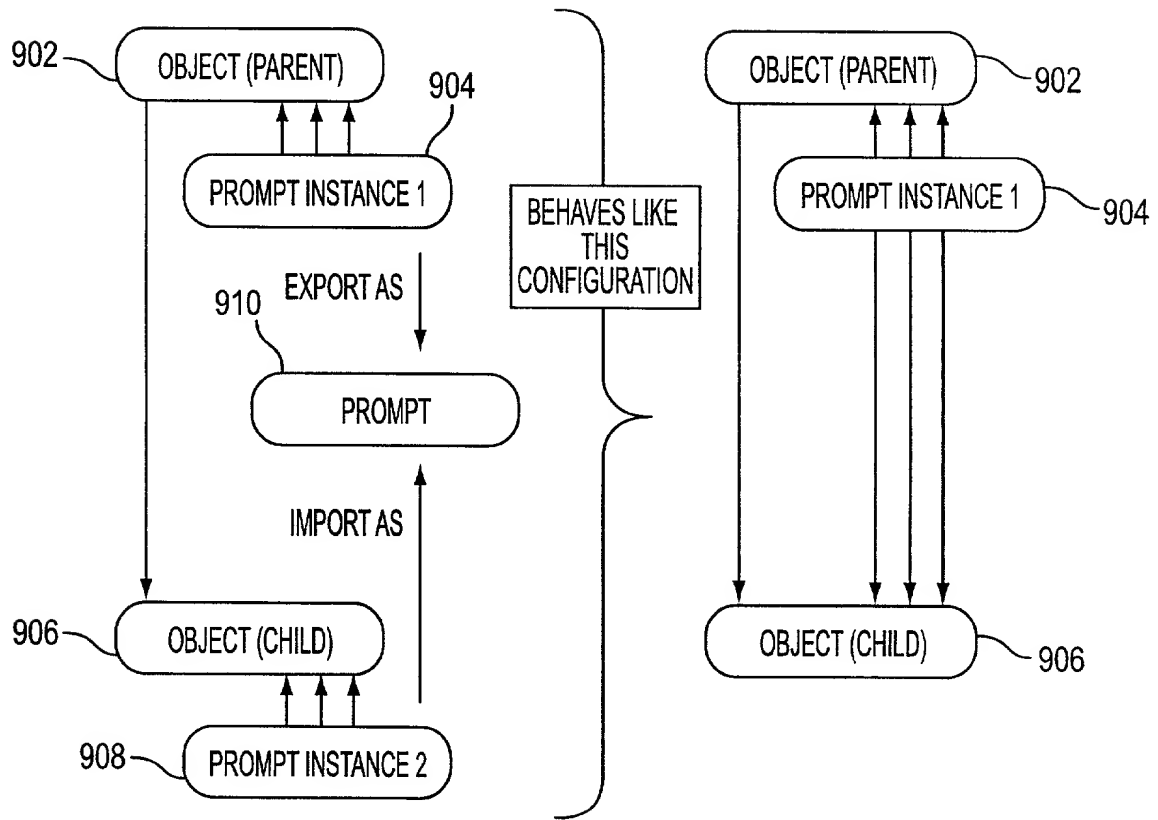 902
OBJECT (PARENT)
904
PROMPT INSTANCE 1
EXPORT AS
910
PROMPT
IMPORT AS
906
OBJECT (CHILD)
908
PROMPT INSTANCE 2
BEHAVES LIKE
THIS
CONFIGURATION
OBJECT (PARENT)
902
PROMPT INSTANCE 1
904
OBJECT (CHILD)
906